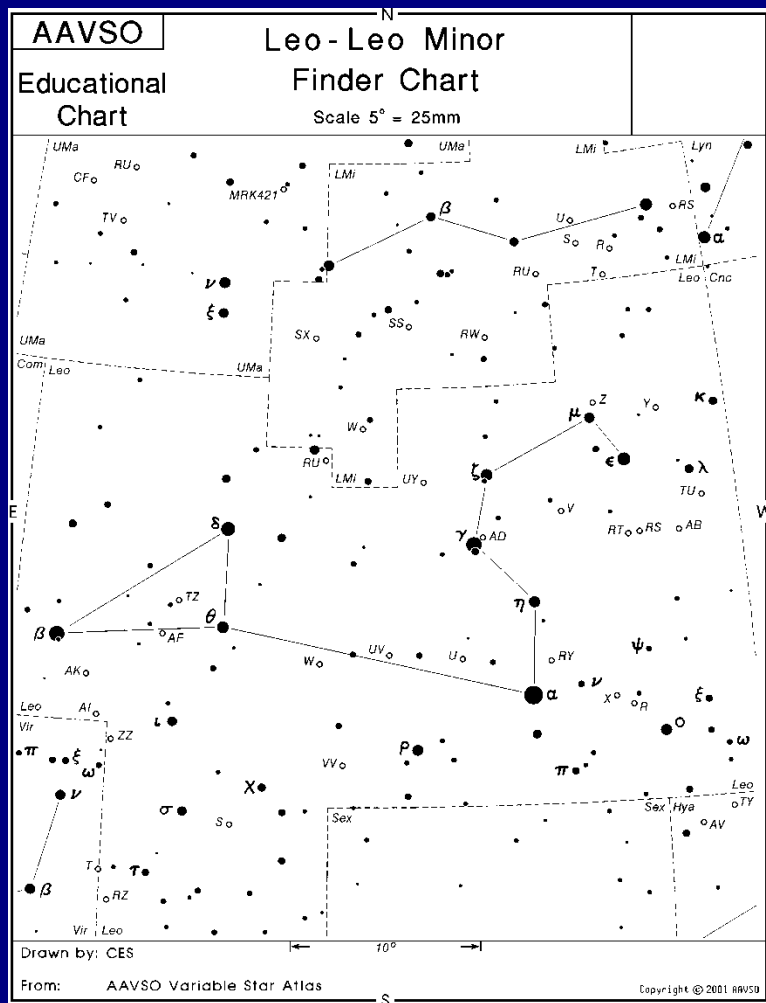 N
AAVSO
Educational
Chart
Leo - Leo Minor
Finder Chart
Scale 5° = 25mm
UMa
UMa
LMi
Lyn
CF
RU
LMi
MRK421
β
U
RS
TV
S
R
α
LMi
ν
RU
T
Leo
Cnc
ξ
SX
SS
RW
UMa
UMa
Com
Leo
Z
Y
κ
μ
W
ε
RU
LMi
UY
ζ
λ
TU
E
V
W
δ
γ
AD
RT
RS
AB
TZ
η
β
θ
AF
W
UV
U
RY
ψ
AK
α
ν
X
R
ξ
Leo
AI
Vir
ι
O
ZZ
π
ξ
ω
ρ
ω
VV
π
ν
χ
Leo
σ
S
Sex
Sex
Hya
TY
AV
T
τ
β
RZ
Vir
Leo
Drawn by: CES
10°
From: AAVSO Variable Star Atlas
Copyright © 2001 AAVSO
S